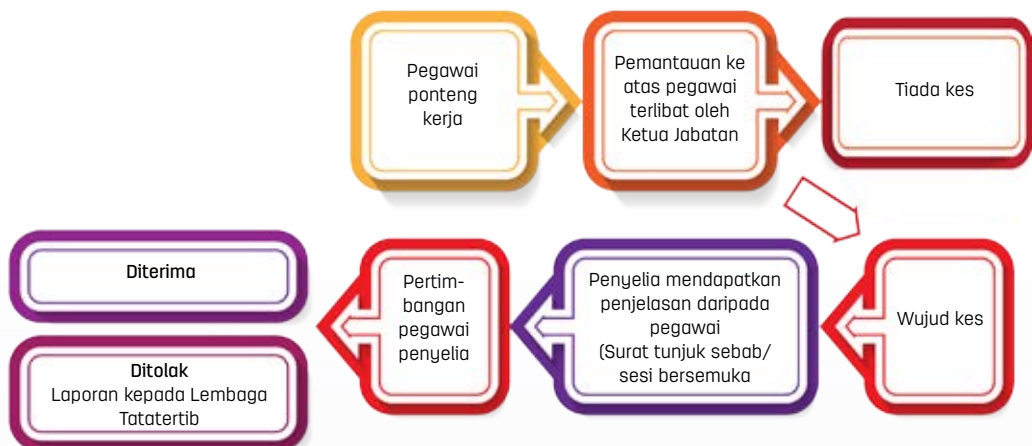 Pegawai
ponteng
kerja
Pemantauan ke
atas pegawai
terlibat oleh
Ketua Jabatan
Tiada kes
Wujud kes
Penyelia mendapatkan
penjelasan daripada
pegawai
(Surat tunjuk sebab/
sesi bersemuka
Pertim-
bangan
pegawai
penyelia
Diterima
Ditolak
Laporan kepada Lembaga
Tatatertib